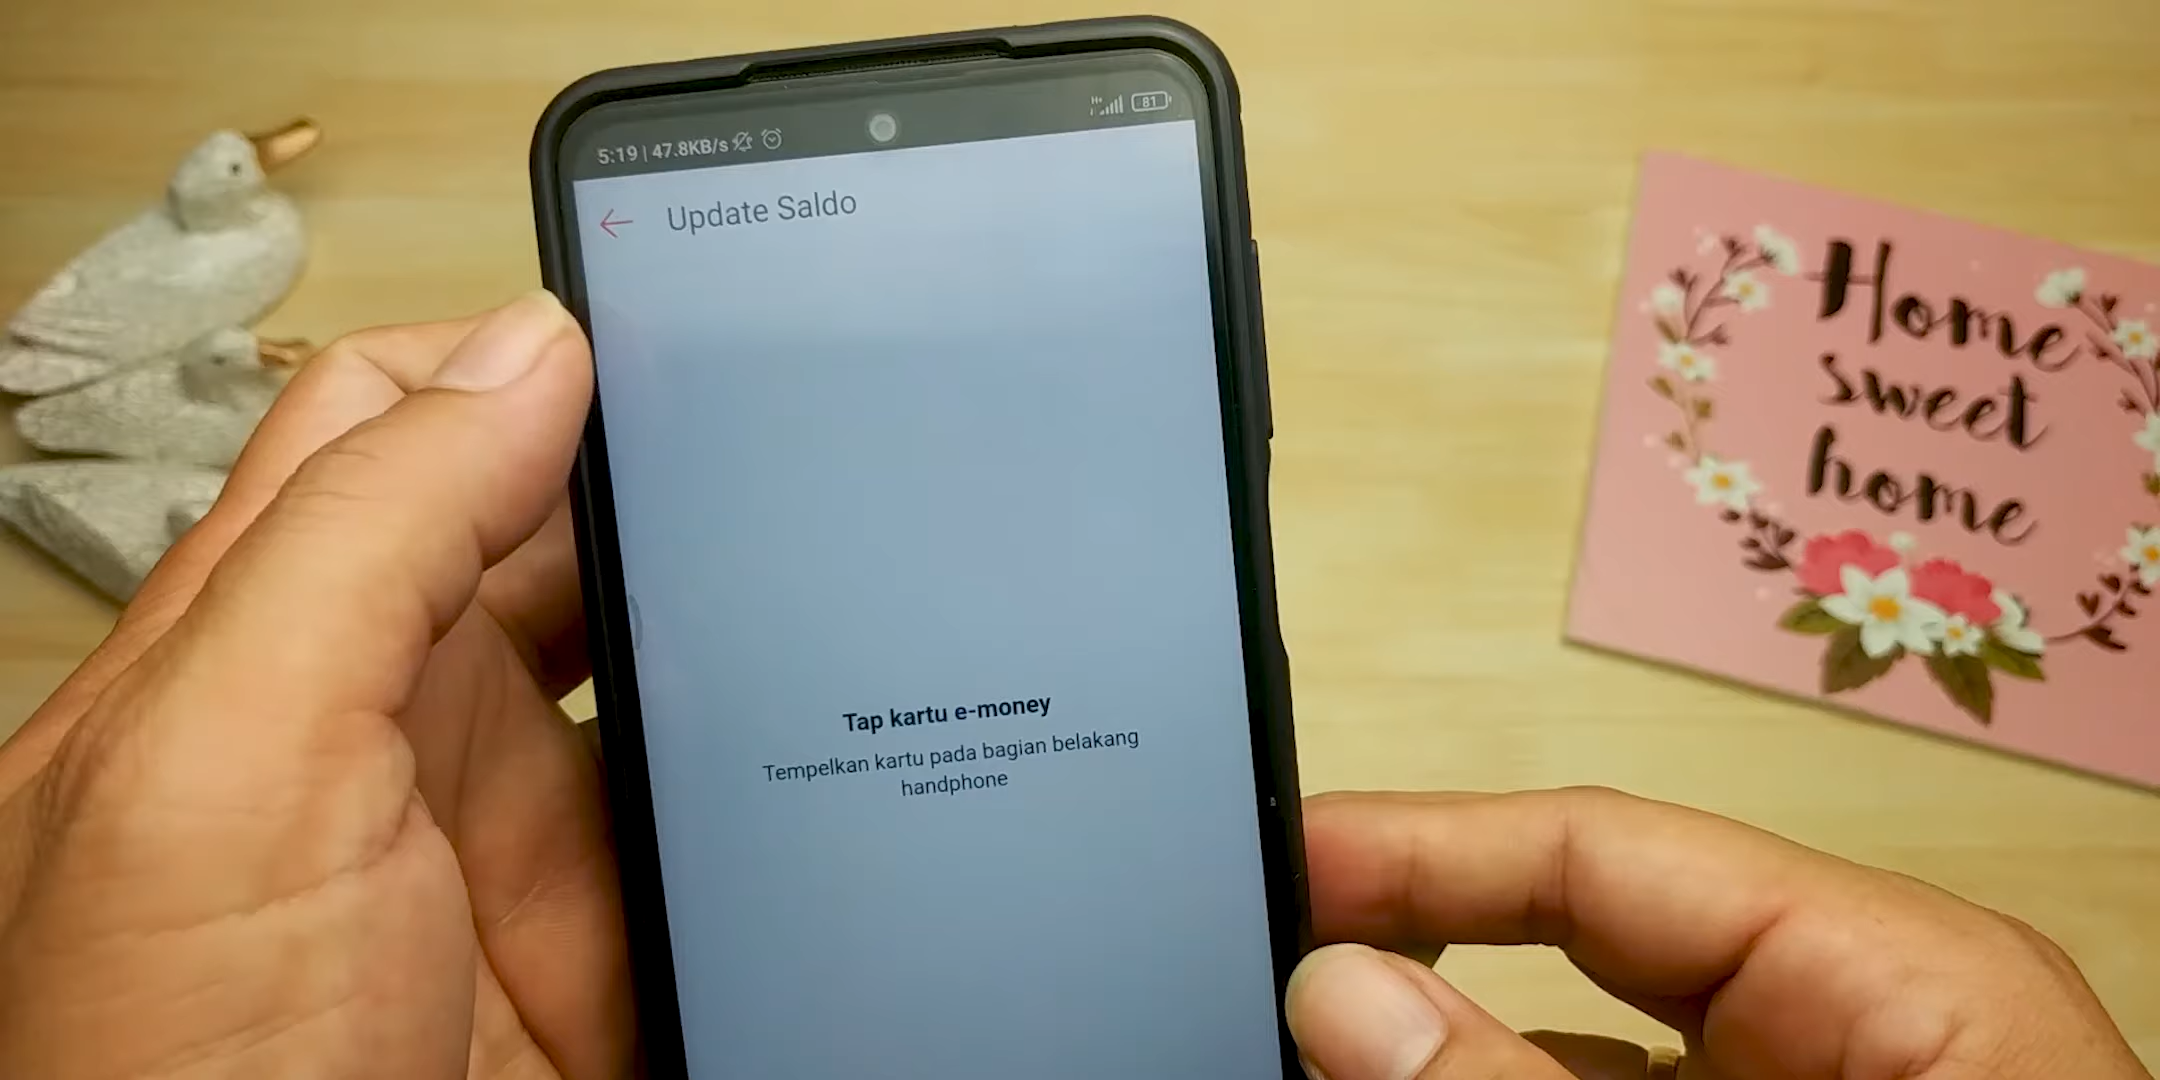 5:19 | 47.8KB/s
81
Update Saldo
Tap kartu e-money
Tempelkan kartu pada bagian belakang
handphone
Home
sweet
home